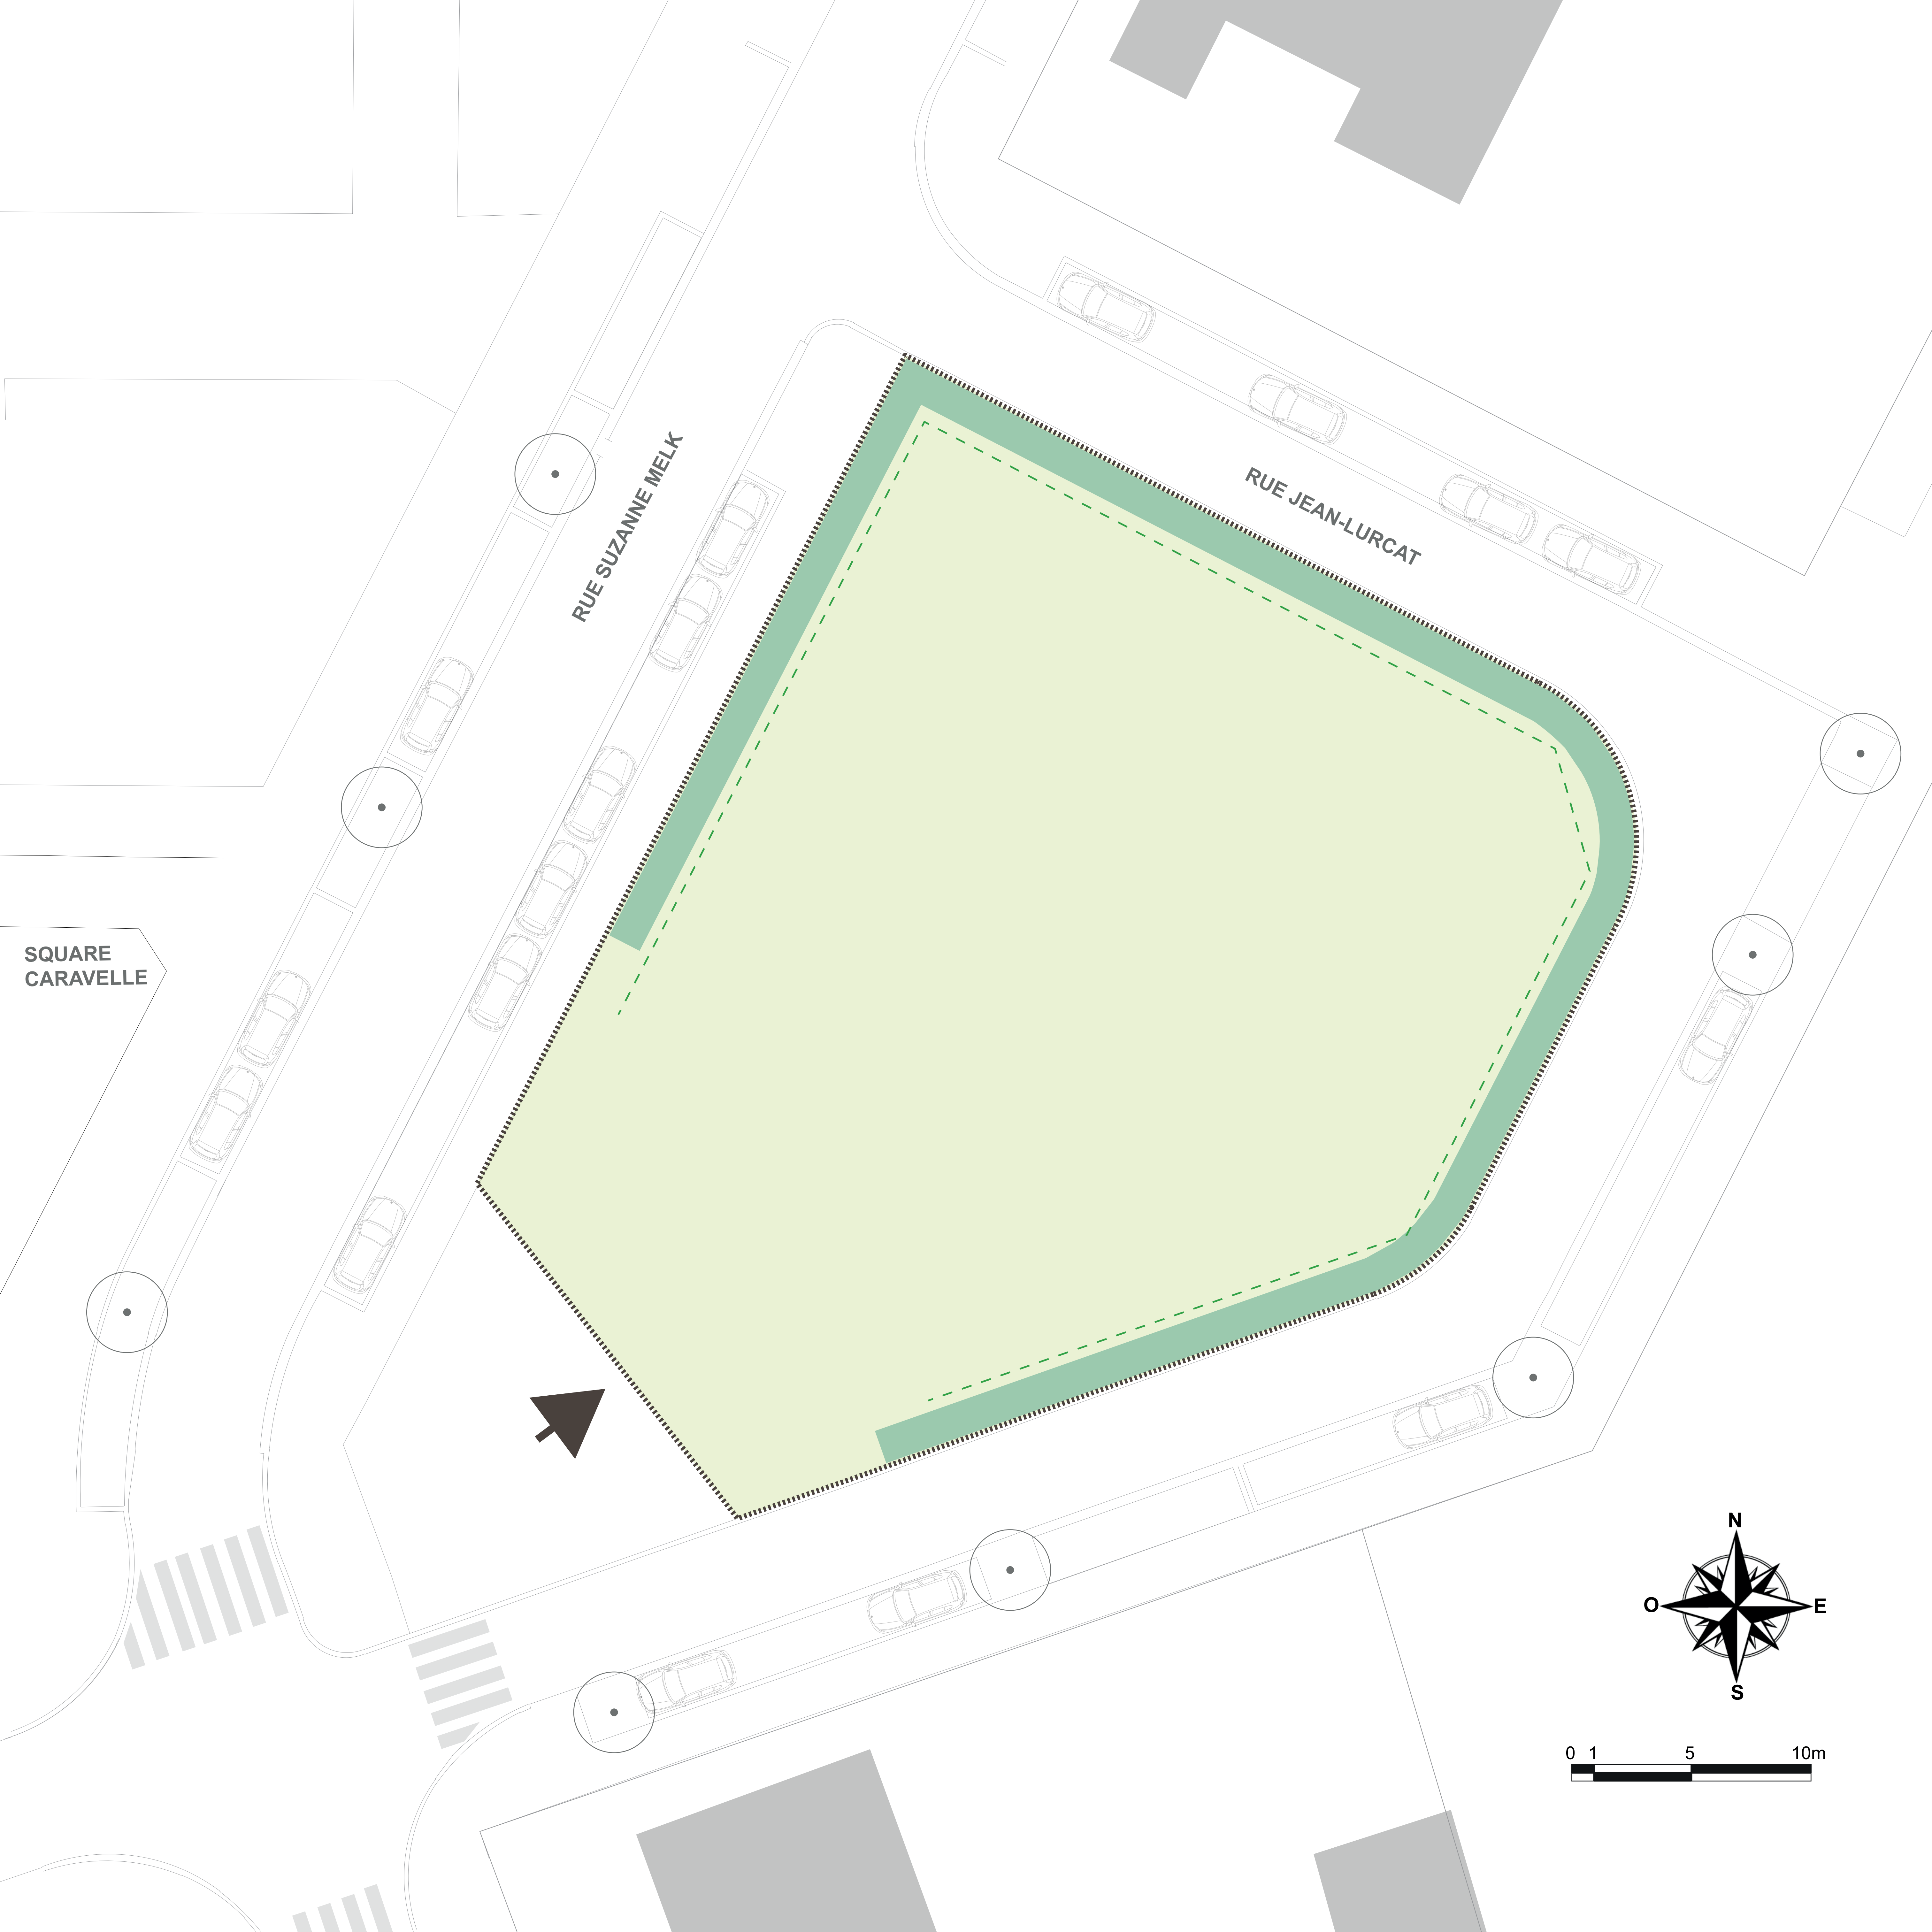 RUE SUZANNE MELK
RUE JEAN-LURCAT
SQUARE
CARAVELLE
N
O
E
S
0 1 5 10m